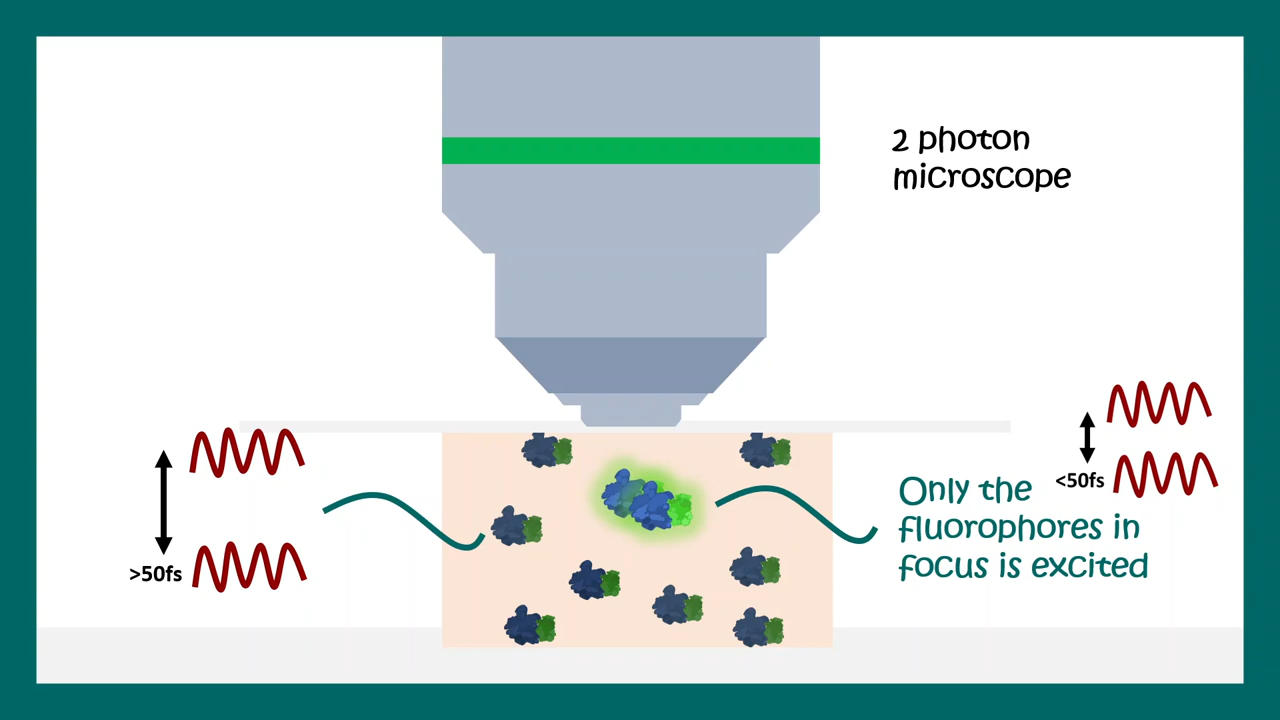 2 photon
microscope
>50fs
<50fs
Only the
fluorophores in
focus is excited